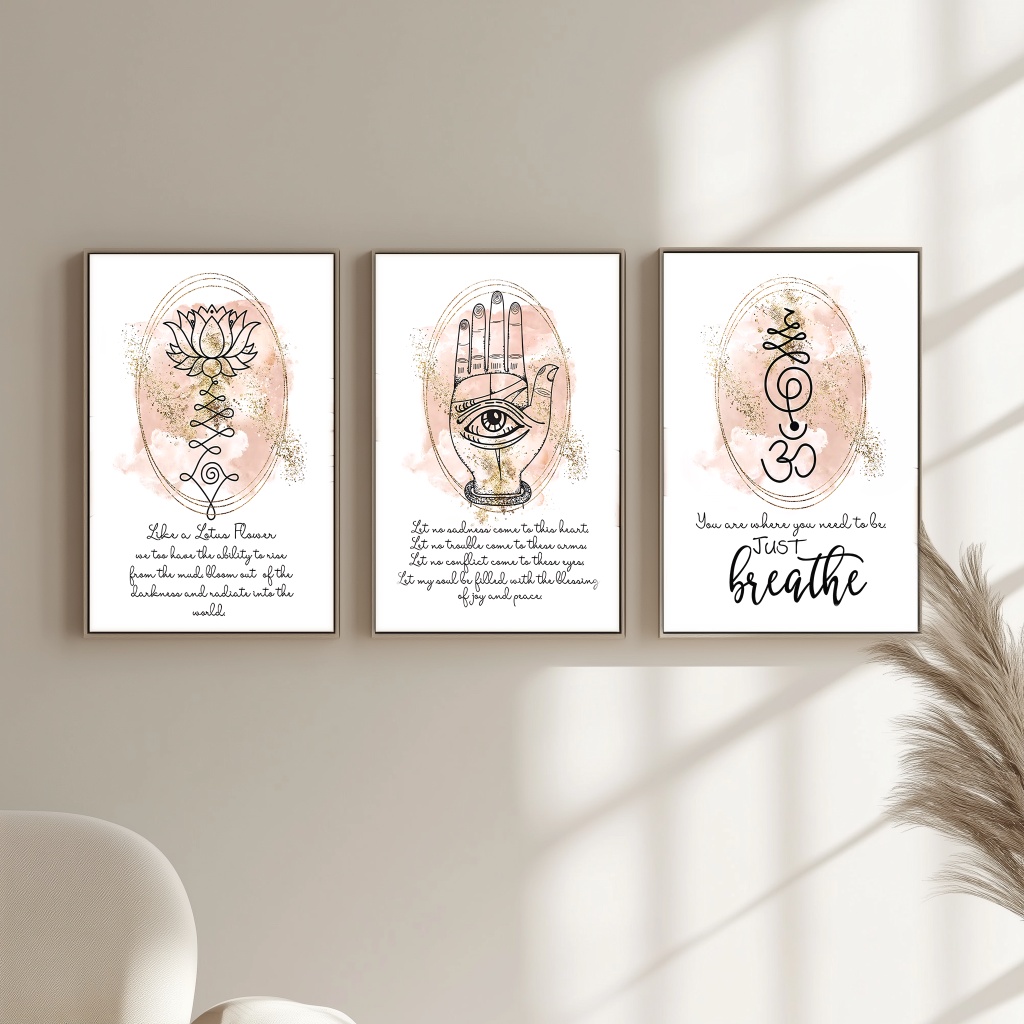 Like a Lotus Flower
we too have the ability to rise
from the mud, bloom out of the
darkness and radiate into the
world.
Let no sadness come to this heart.
Let no trouble come to these arms.
Let no conflict come to these eyes.
Let my soul be filled with the blessing
of joy and peace.
You are where you need to be.
JUST
breathe
ॐ